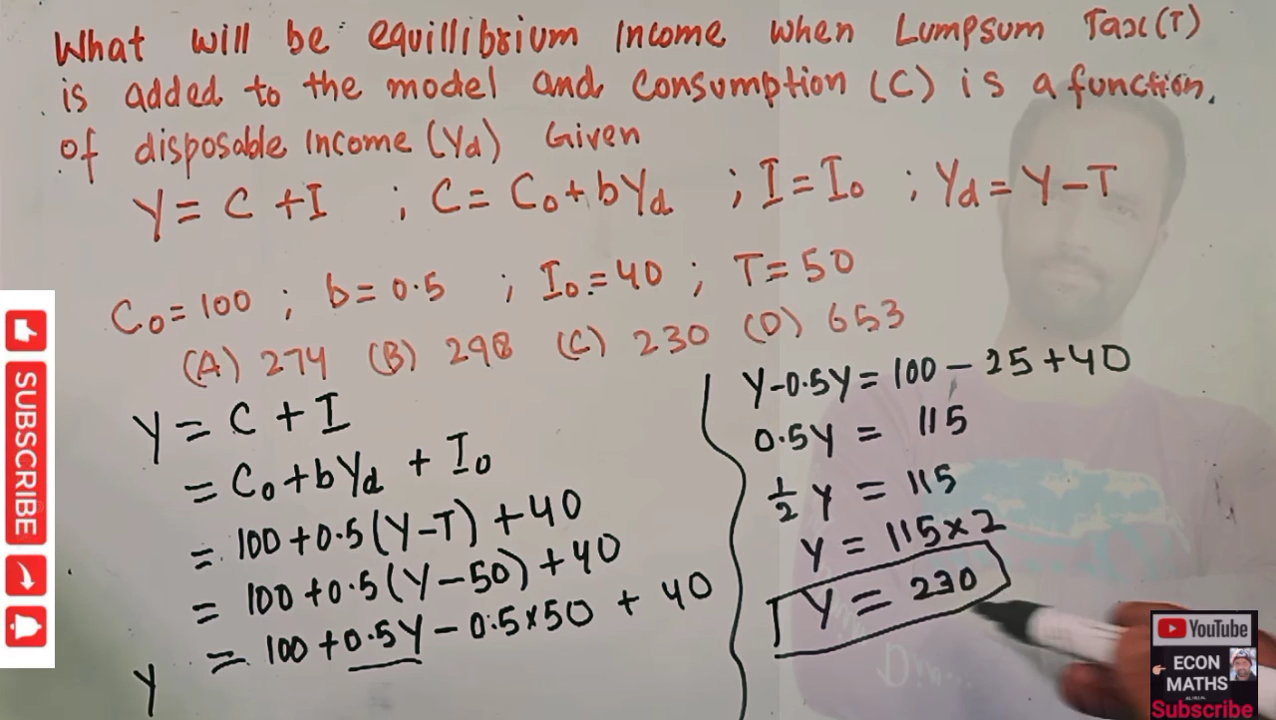 What will be equillibrium Income when Lumpsum Tax(T)
is added to the model and Consumption (C) is a function
of disposable Income (Yd) Given
Y = C + I ; C = C₀ + bYd ; I = I₀ ; Yd = Y - T
C₀ = 100 ; b = 0.5 ; I₀ = 40 ; T = 50
(A) 274 (B) 298 (C) 230 (D) 653
Y = C + I
= C₀ + bYd + I₀
= 100 + 0.5(Y-T) + 40
= 100 + 0.5(Y-50) + 40
Y = 100 + 0.5Y - 0.5×50 + 40
Y - 0.5Y = 100 - 25 + 40
0.5Y = 115
½ Y = 115
Y = 115×2
Y = 230
SUBSCRIBE
YouTube
ECON
MATHS
Subscribe